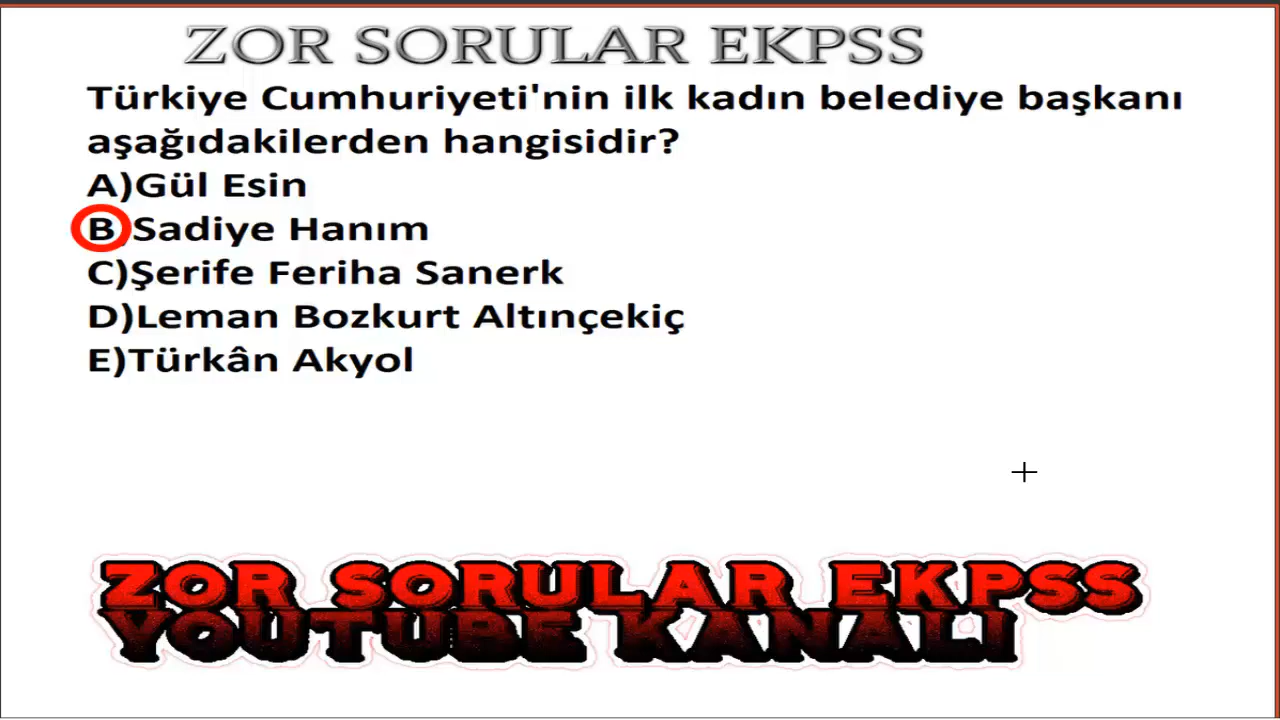 ZOR SORULAR EKPSS
Türkiye Cumhuriyeti'nin ilk kadın belediye başkanı
aşağıdakilerden hangisidir?
A)Gül Esin
B)Sadiye Hanım
C)Şerife Feriha Sanerk
D)Leman Bozkurt Altınçekiç
E)Türkân Akyol
ZOR SORULAR EKPSS
YOUTUBE KANALI